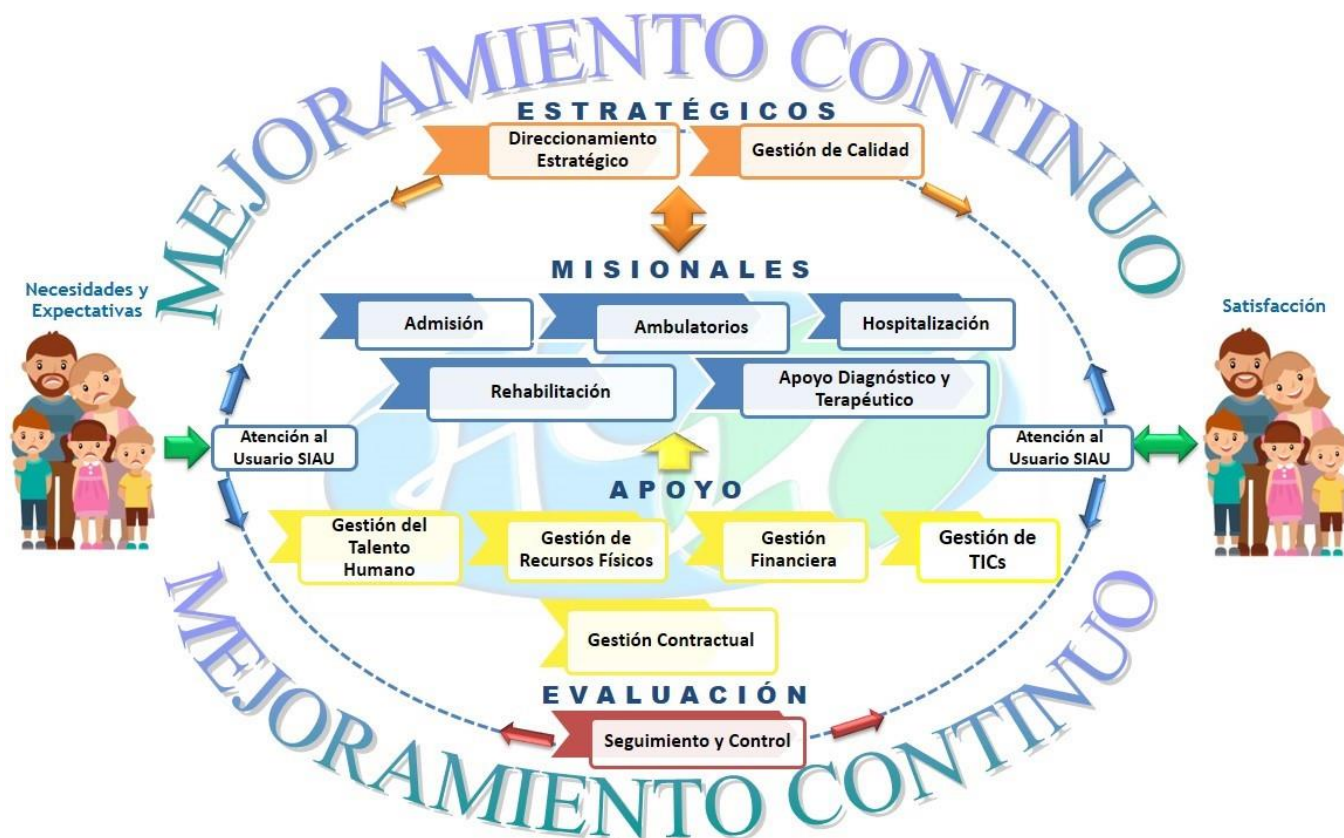 MEJORAMIENTO CONTINUO
ESTRATÉGICOS
Direccionamiento
Estratégico
Gestión de Calidad
MISIONALES
Necesidades y
Expectativas
Satisfacción
Admisión
Ambulatorios
Hospitalización
Rehabilitación
Apoyo Diagnóstico y
Terapéutico
Atención al
Usuario SIAU
Atención al
Usuario SIAU
APOYO
Gestión del
Talento
Humano
Gestión de
Recursos Físicos
Gestión
Financiera
Gestión de
TICs
Gestión Contractual
EVALUACIÓN
Seguimiento y Control
MEJORAMIENTO CONTINUO